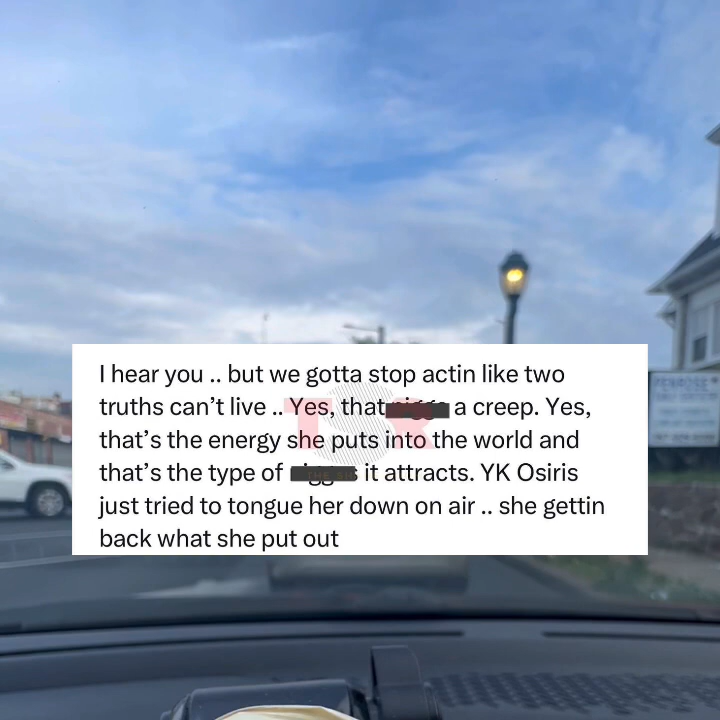 I hear you .. but we gotta stop actin like two
truths can’t live .. Yes, that a creep. Yes,
that’s the energy she puts into the world and
that’s the type of it attracts. YK Osiris
just tried to tongue her down on air .. she gettin
back what she put out
TSR